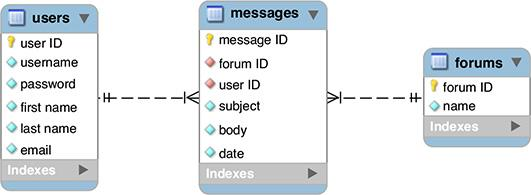 users
user ID
username
password
first name
last name
email
Indexes
messages
message ID
forum ID
user ID
subject
body
date
Indexes
forums
forum ID
name
Indexes